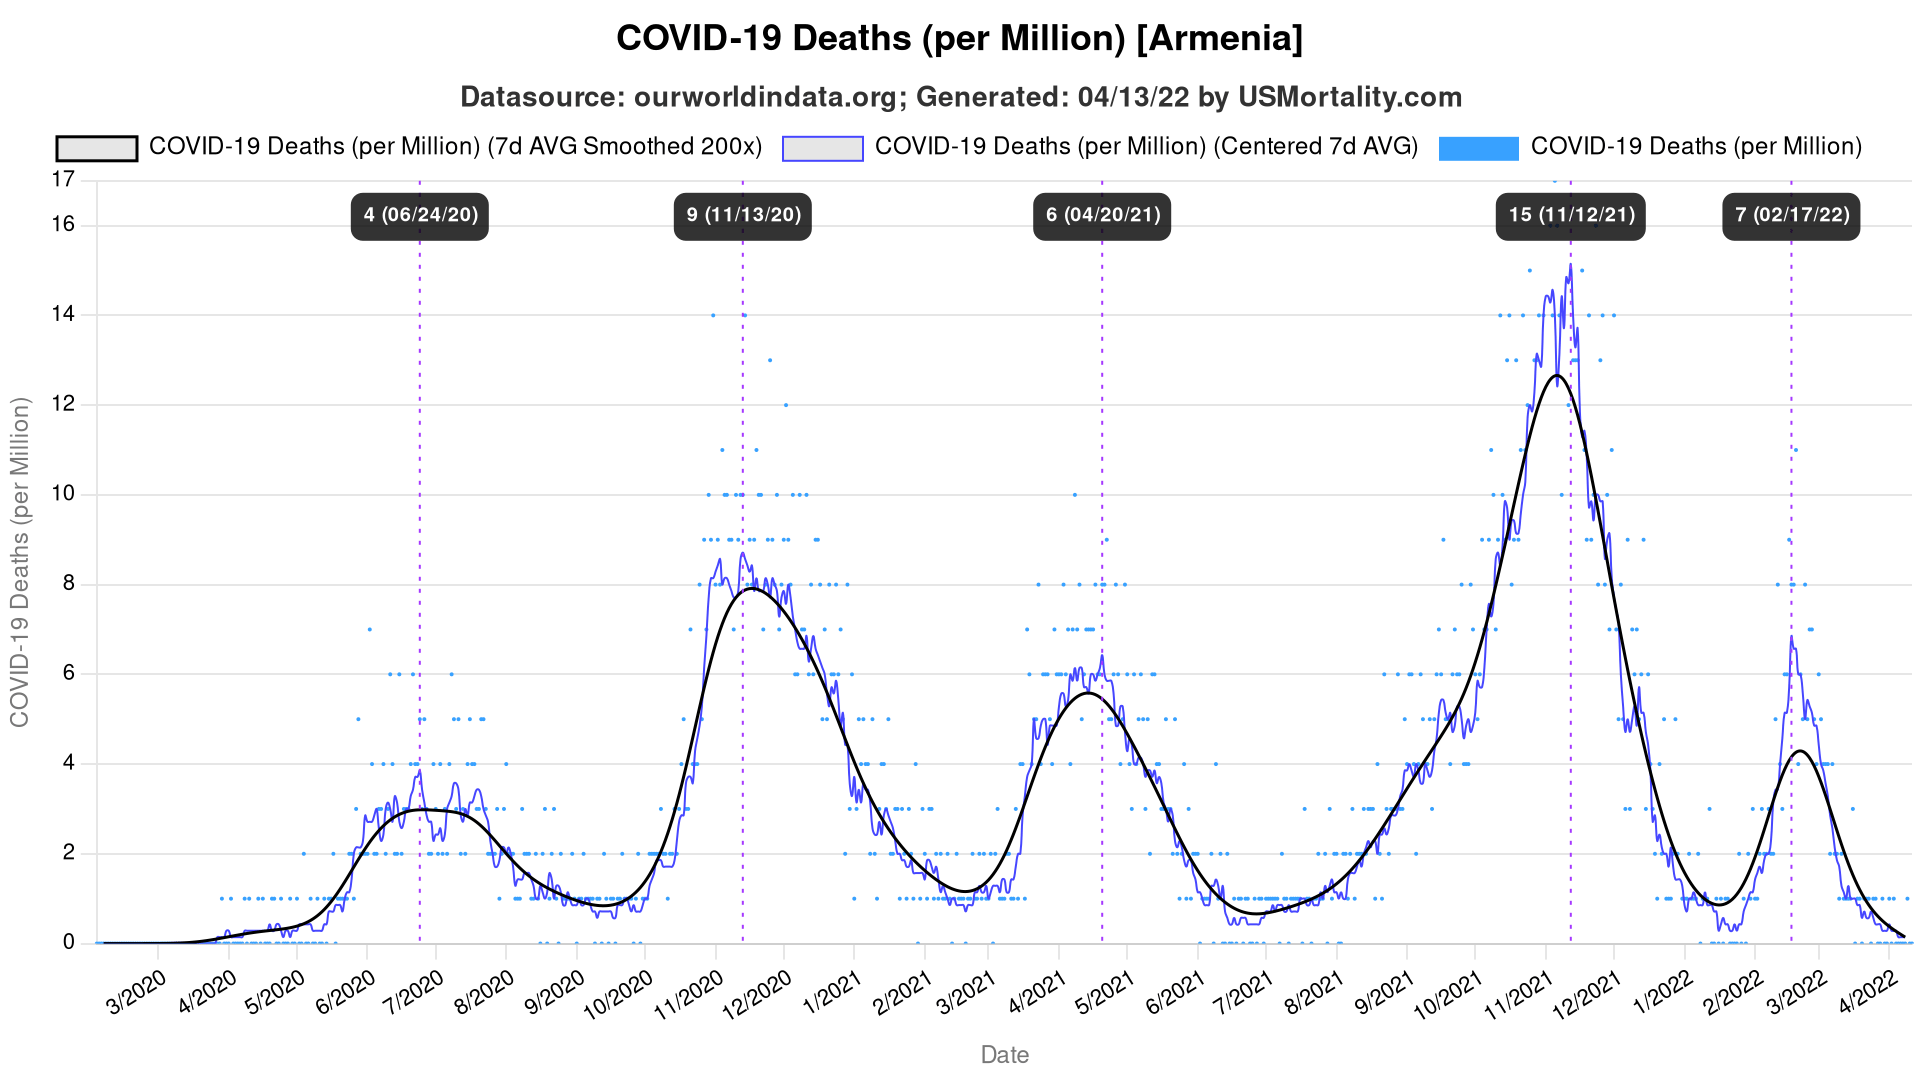 COVID-19 Deaths (per Million) [Armenia]
Datasource: ourworldindata.org; Generated: 04/13/22 by USMortality.com
COVID-19 Deaths (per Million) (7d AVG Smoothed 200x) COVID-19 Deaths (per Million) (Centered 7d AVG) COVID-19 Deaths (per Million)
17
16
14
12
10
8
6
4
2
0
COVID-19 Deaths (per Million)
4 (06/24/20) 9 (11/13/20) 6 (04/20/21) 15 (11/12/21) 7 (02/17/22)
3/2020 4/2020 5/2020 6/2020 7/2020 8/2020 9/2020 10/2020 11/2020 12/2020 1/2021 2/2021 3/2021 4/2021 5/2021 6/2021 7/2021 8/2021 9/2021 10/2021 11/2021 12/2021 1/2022 2/2022 3/2022 4/2022
Date